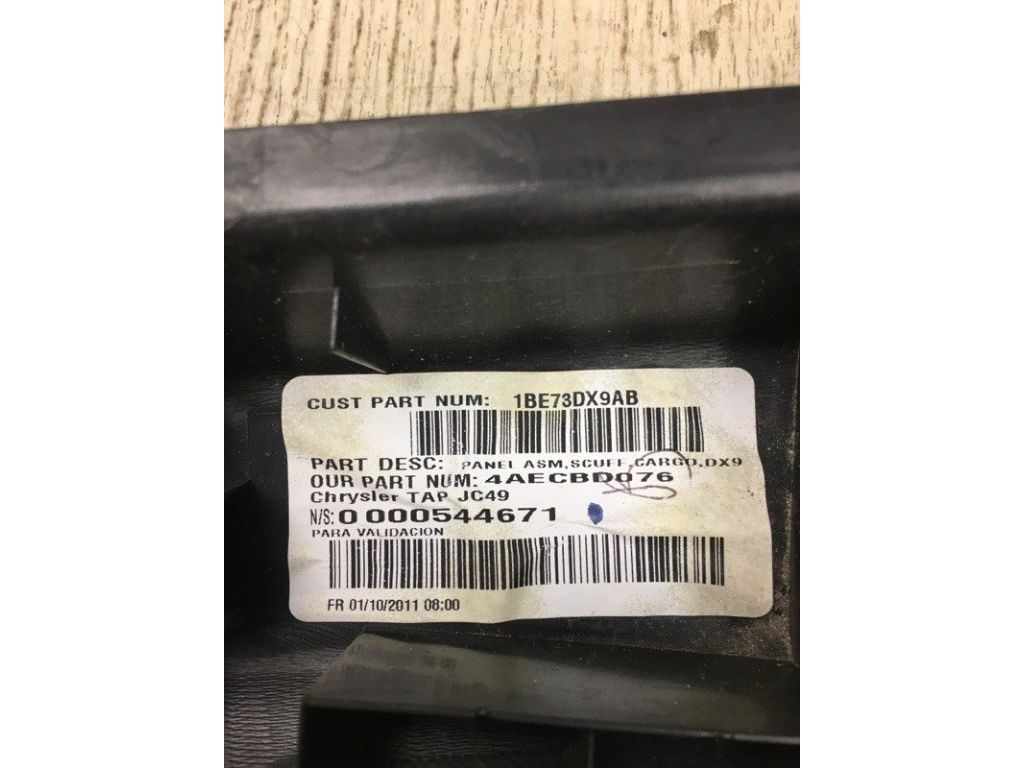 CUST PART NUM: 1BE73DX9AB
PART DESC: PANEL ASM,SCUFF,CARGO,DX9
OUR PART NUM: 4AECBD076
Chrysler TAP JC49
N/S: 0 000544671
PARA VALIDACION
FR 01/10/2011 08:00